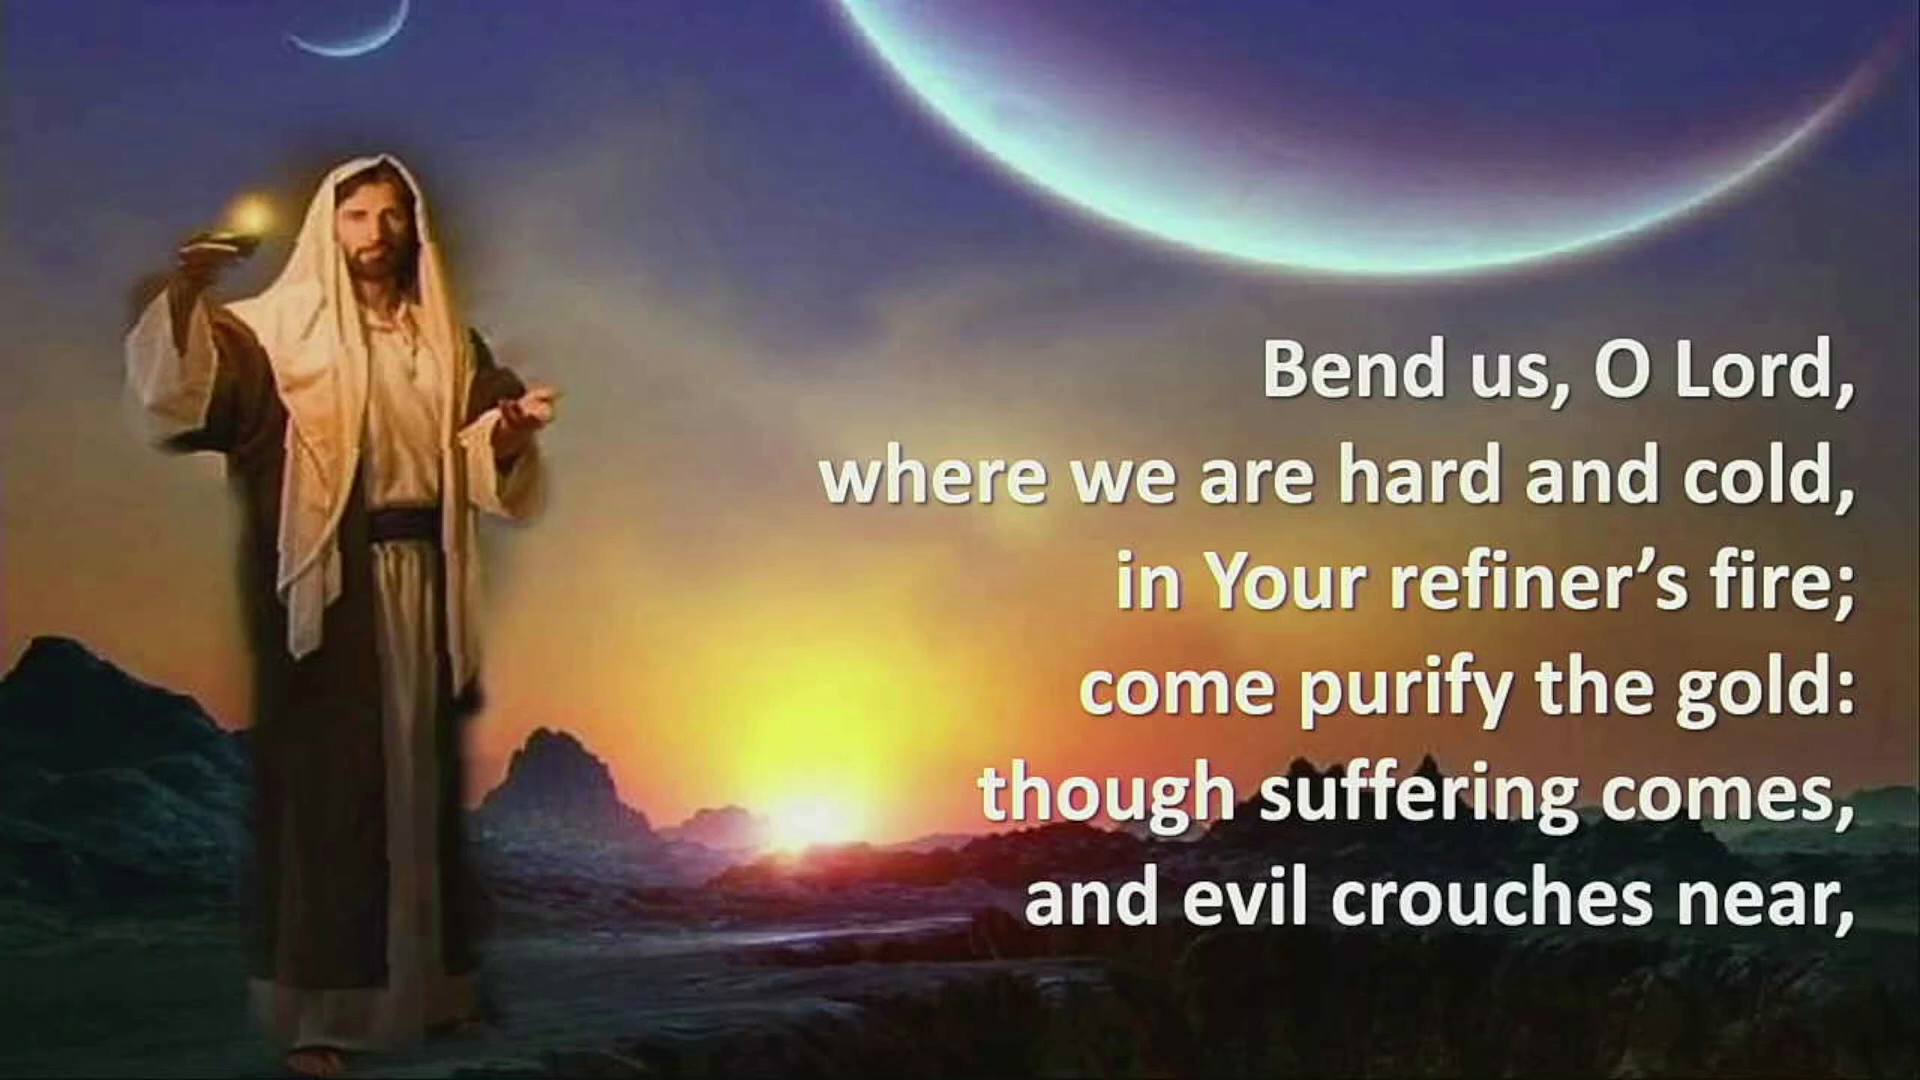 Bend us, O Lord,
where we are hard and cold,
in Your refiner’s fire;
come purify the gold:
though suffering comes,
and evil crouches near,